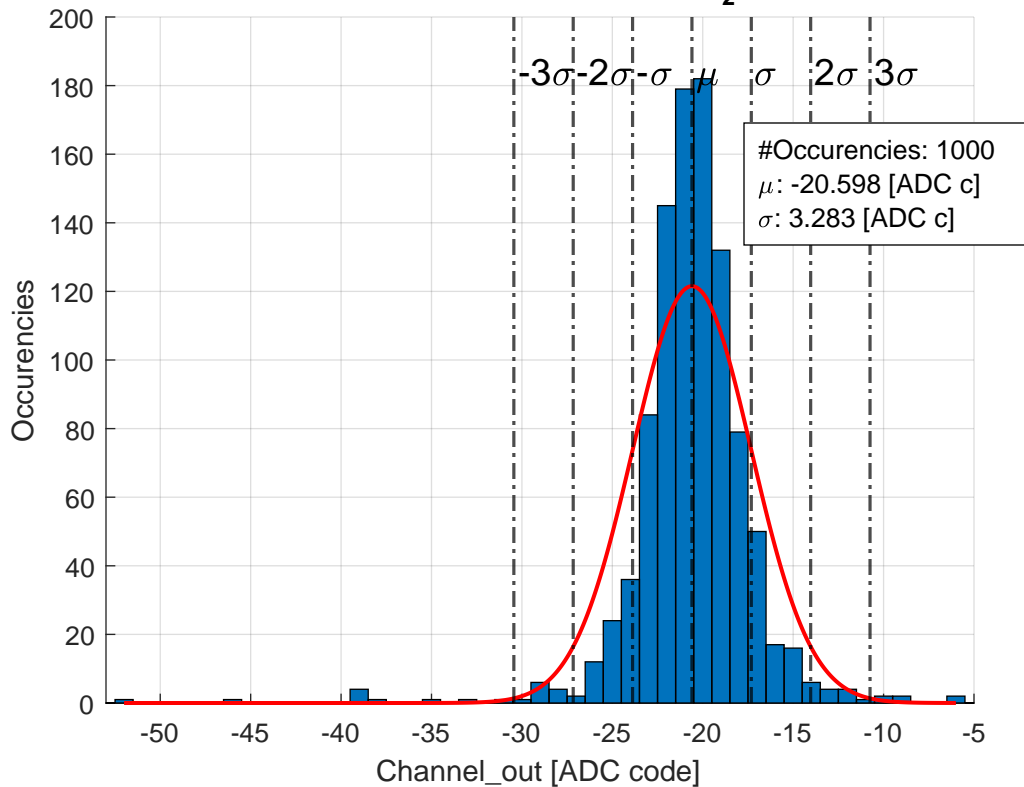 2
200
180
160
140
120
100
80
60
40
20
0
Occurencies
-3σ -2σ -σ μ σ 2σ 3σ
#Occurencies: 1000
μ: -20.598 [ADC c]
σ: 3.283 [ADC c]
-50 -45 -40 -35 -30 -25 -20 -15 -10 -5
Channel_out [ADC code]